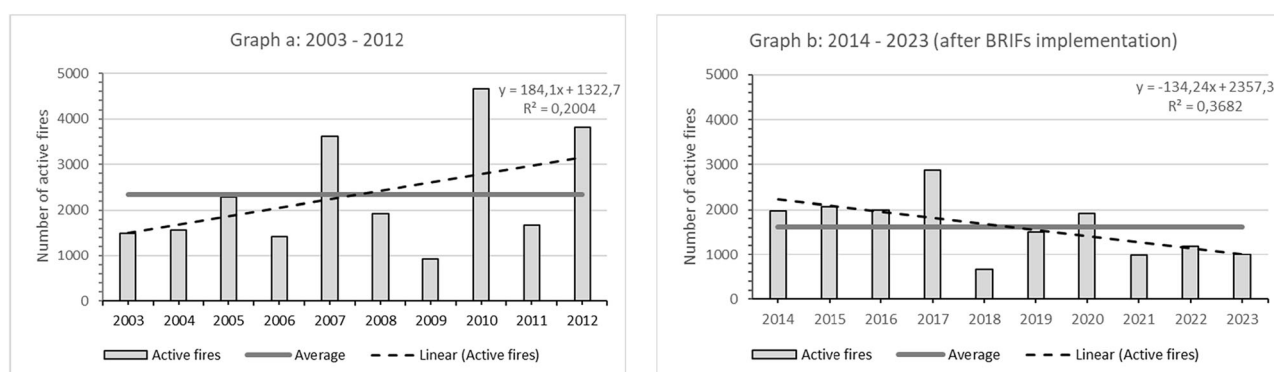 Graph a: 2003 - 2012
y = 184,1x + 1322,7
R² = 0,2004
Number of active fires
5000
4000
3000
2000
1000
0
2003 2004 2005 2006 2007 2008 2009 2010 2011 2012
Active fires Average Linear (Active fires)
Graph b: 2014 - 2023 (after BRIFs implementation)
y = -134,24x + 2357,3
R² = 0,3682
Number of active fires
5000
4000
3000
2000
1000
0
2014 2015 2016 2017 2018 2019 2020 2021 2022 2023
Active fires Average Linear (Active fires)